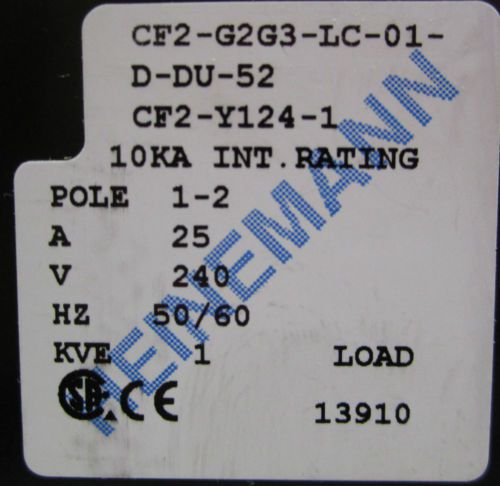 CF2-G2G3-LC-01-
D-DU-52
CF2-Y124-1
10KA INT.RATING
POLE 1-2
A 25
V 240
HZ 50/60
KVE 1 LOAD
CE 13910
HEINEMANN